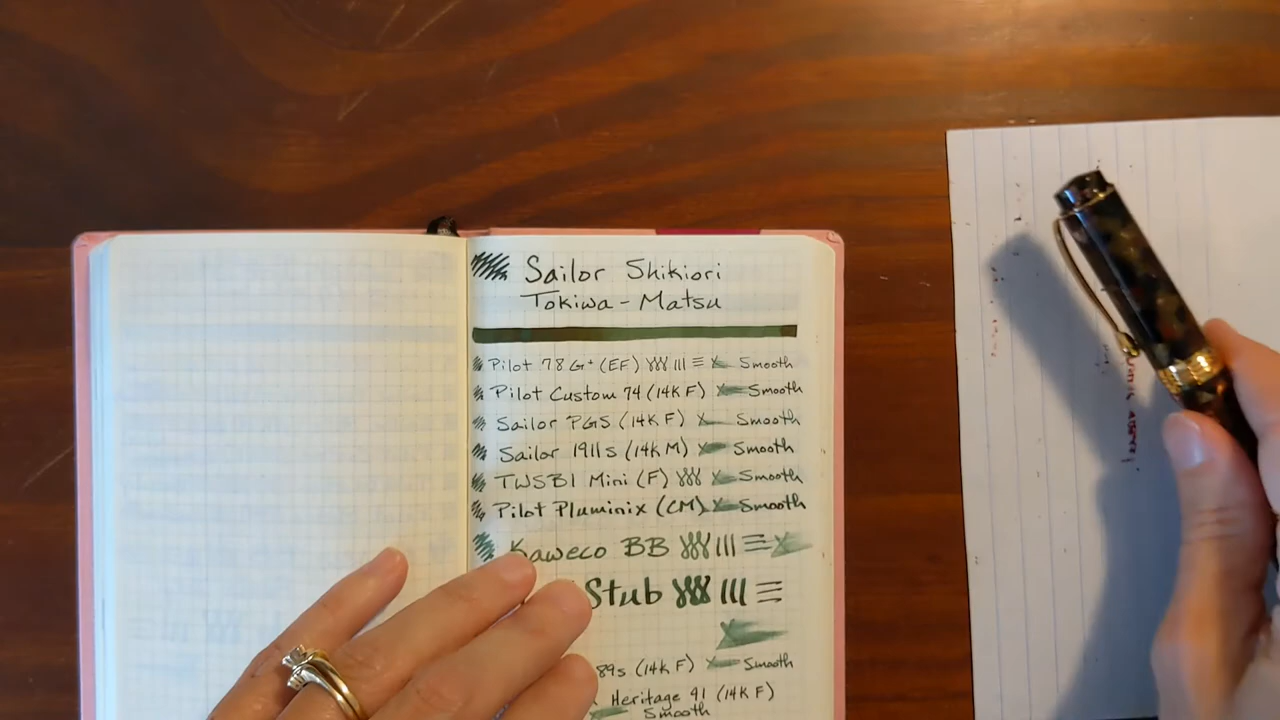 Sailor Shikiori
Tokiwa-Matsu
Pilot 78G+ (EF) Smooth
Pilot Custom 74 (14K F) Smooth
Sailor PGS (14K F) Smooth
Sailor 1911s (14K M) Smooth
TWSBI Mini (F) Smooth
Pilot Pluminix (CM) Smooth
Kaweco BB
Stub
89s (14K F) Smooth
Heritage 91 (14K F)
Smooth